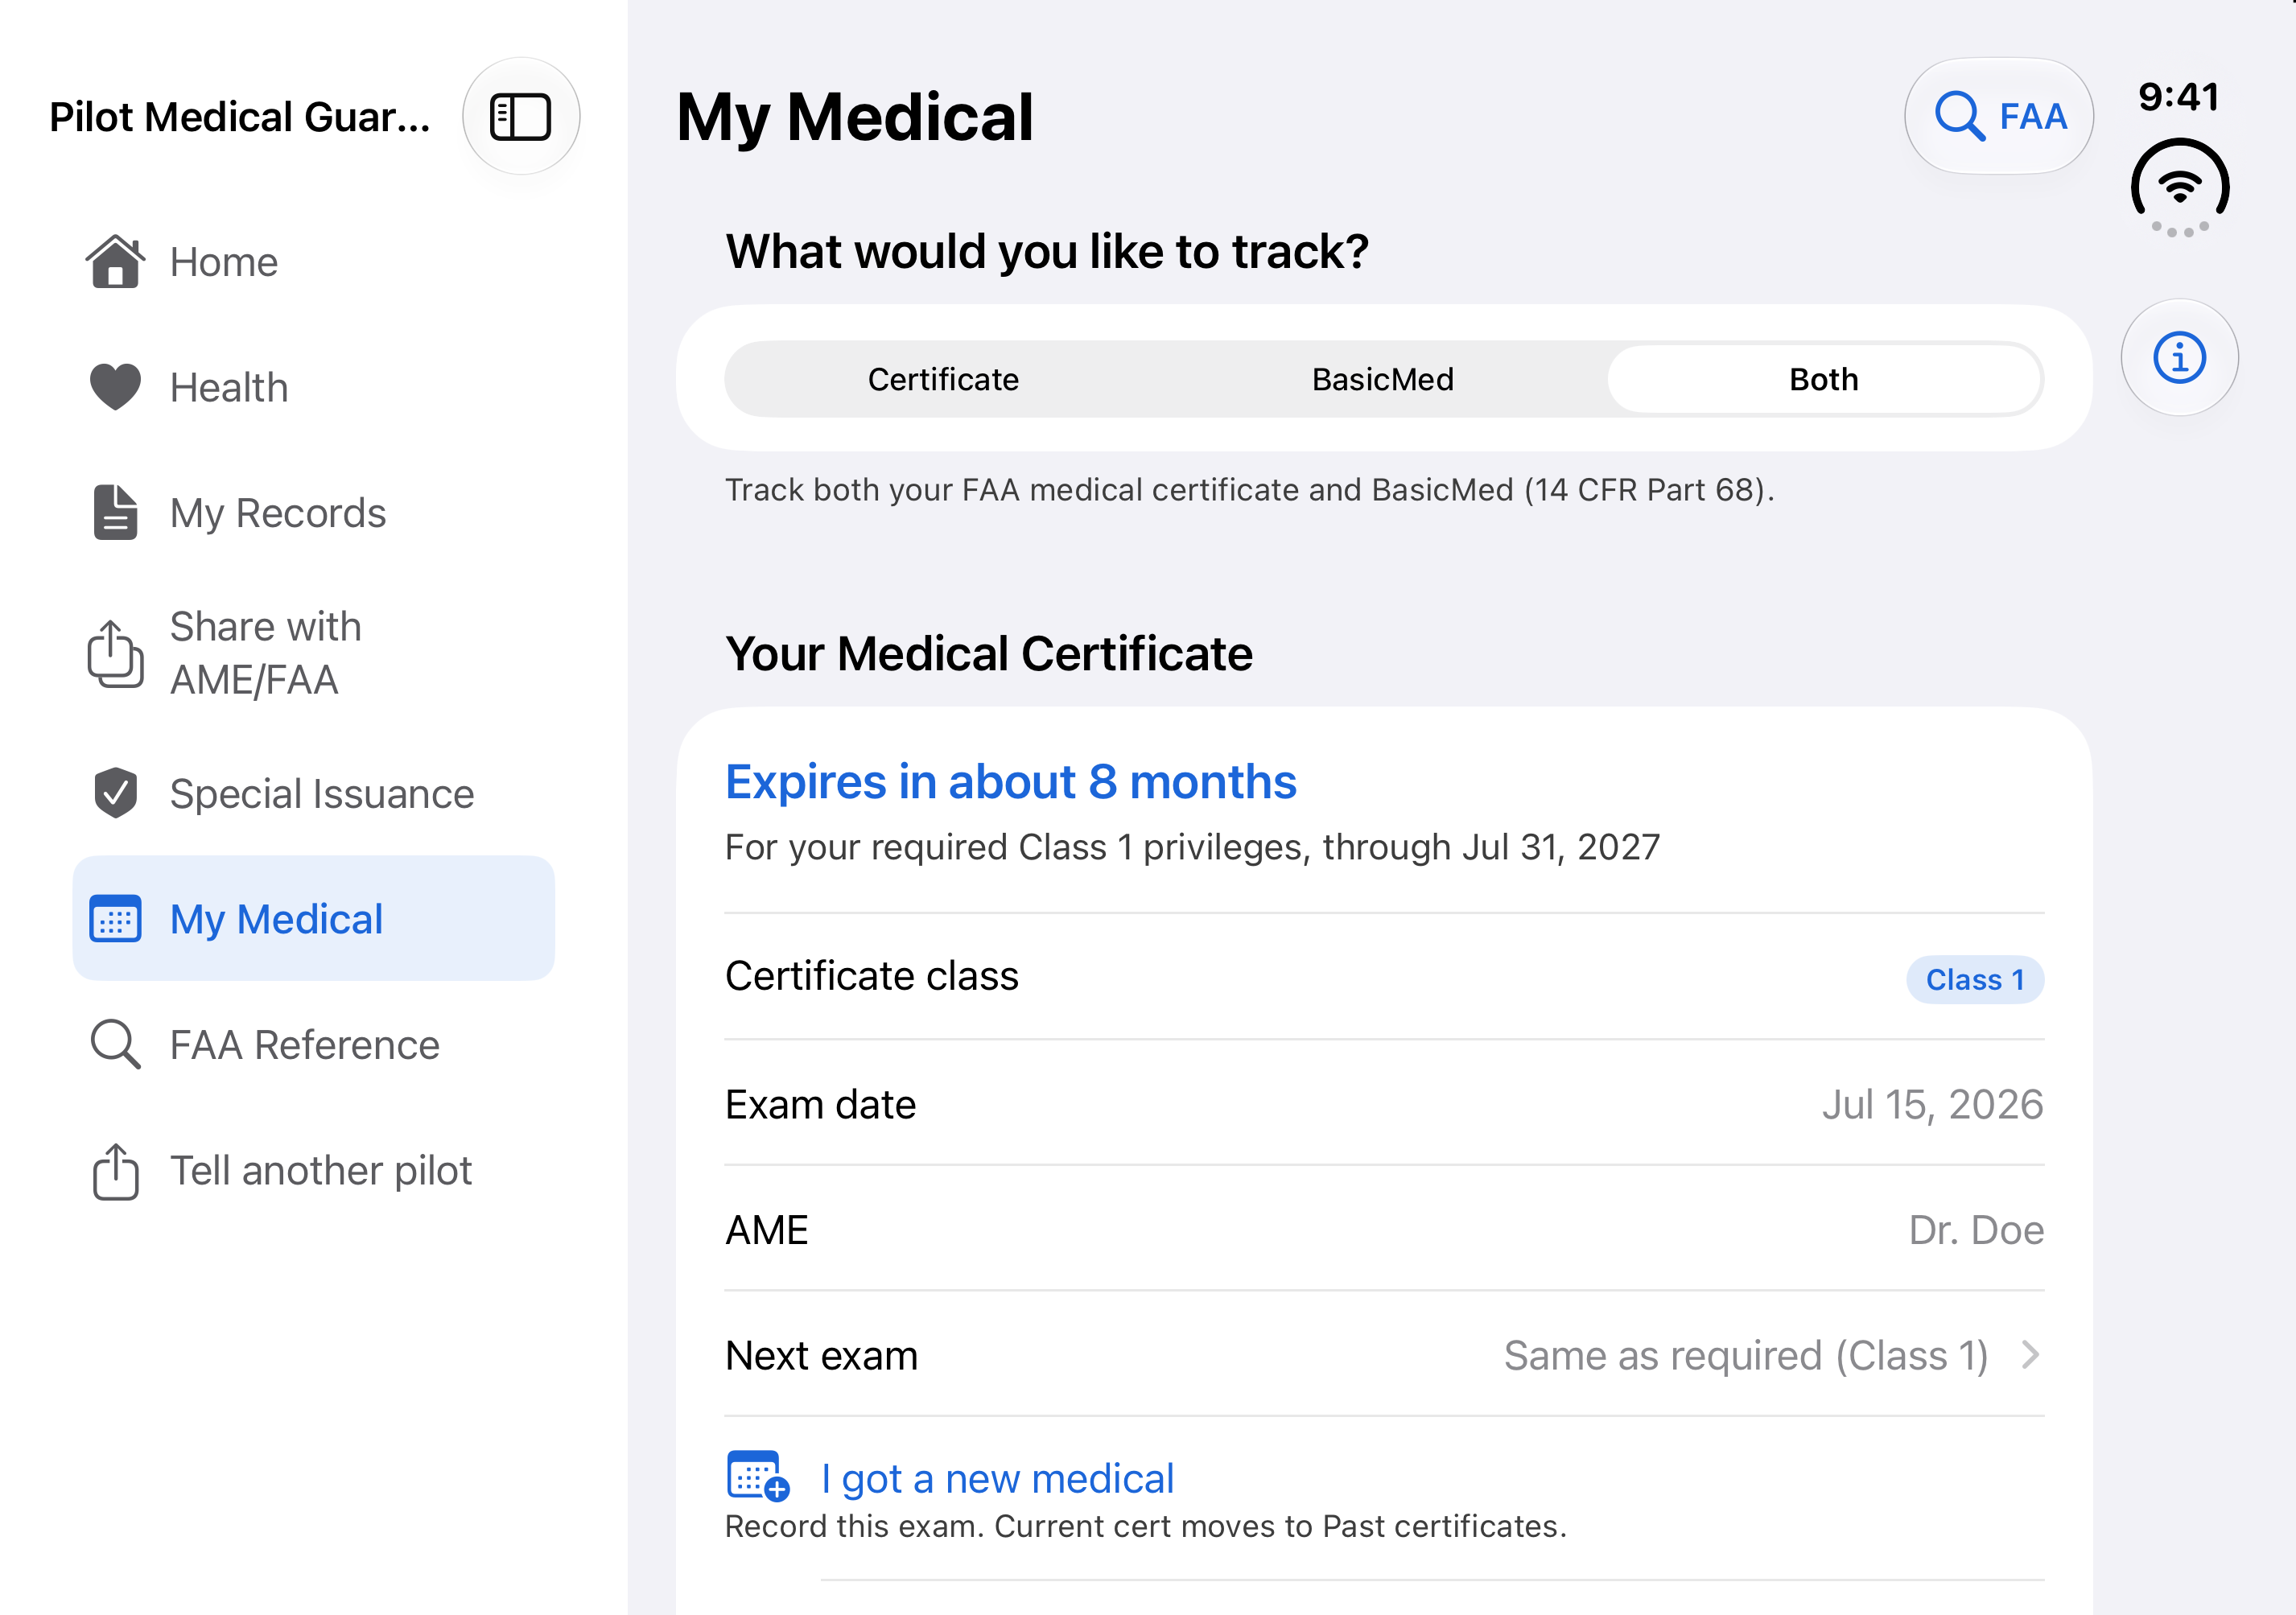 Pilot Medical Guar...
Home
Health
My Records
Share with
AME/FAA
Special Issuance
My Medical
FAA Reference
Tell another pilot
My Medical
FAA
9:41
What would you like to track?
Certificate
BasicMed
Both
Track both your FAA medical certificate and BasicMed (14 CFR Part 68).
Your Medical Certificate
Expires in about 8 months
For your required Class 1 privileges, through Jul 31, 2027
Certificate class
Class 1
Exam date
Jul 15, 2026
AME
Dr. Doe
Next exam
Same as required (Class 1)
I got a new medical
Record this exam. Current cert moves to Past certificates.